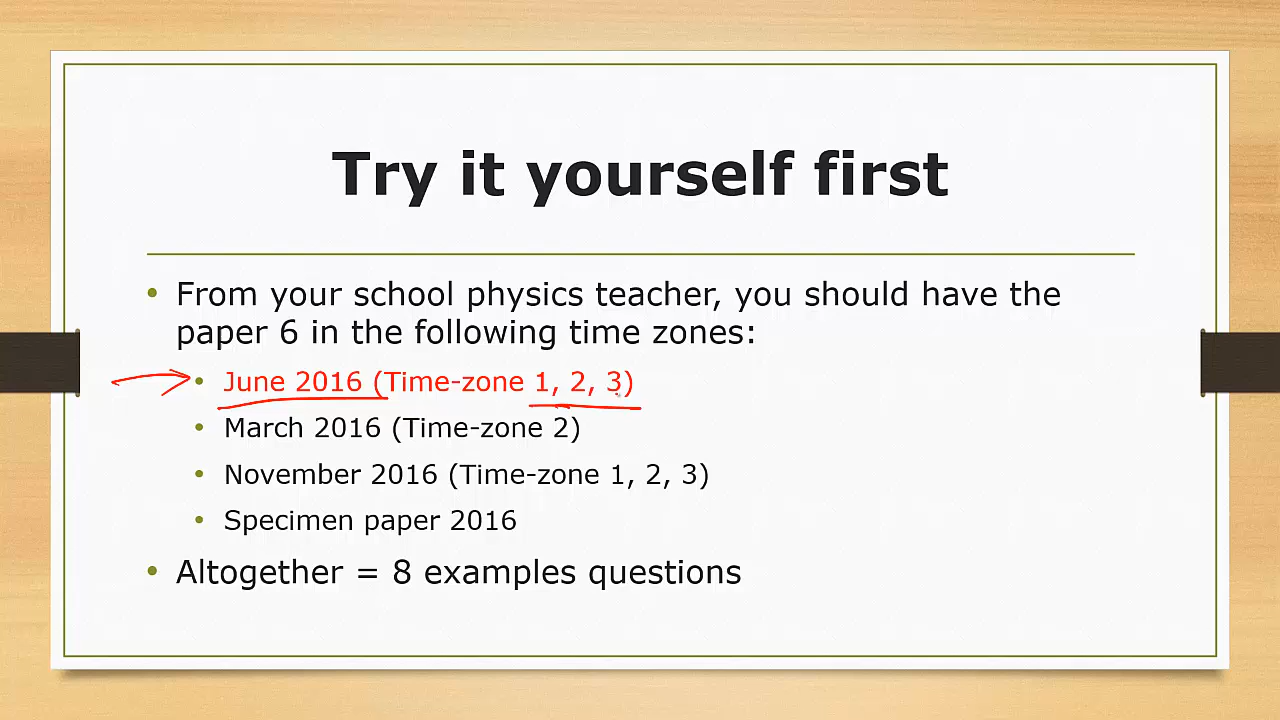 Try it yourself first
• From your school physics teacher, you should have the
paper 6 in the following time zones:
• June 2016 (Time-zone 1, 2, 3)
• March 2016 (Time-zone 2)
• November 2016 (Time-zone 1, 2, 3)
• Specimen paper 2016
• Altogether = 8 examples questions